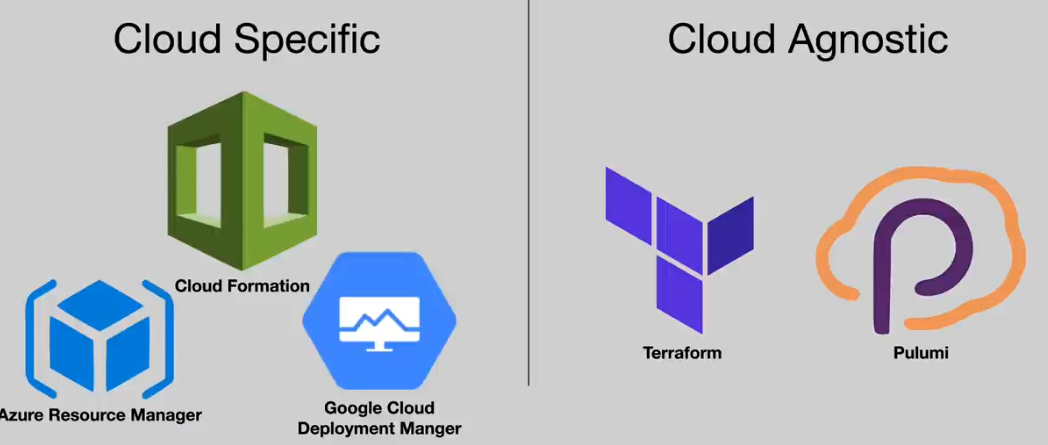 Cloud Specific
Cloud Formation
Azure Resource Manager
Google Cloud
Deployment Manger
Cloud Agnostic
Terraform
Pulumi